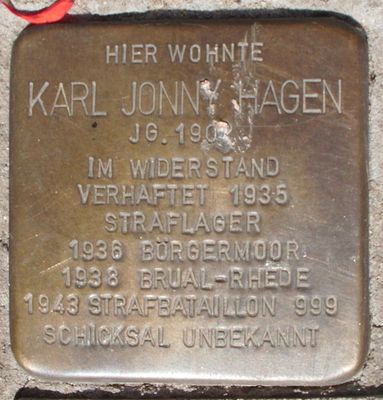 HIER WOHNTE
KARL JONNY HAGEN
JG.
IM WIDERSTAND
VERHAFTET 1935
STRAFLAGER
1936 BÖRGERMOOR
1938 BRUAL-RHEDE
1943 STRAFBATAILLON 999
SCHICKSAL UNBEKANNT